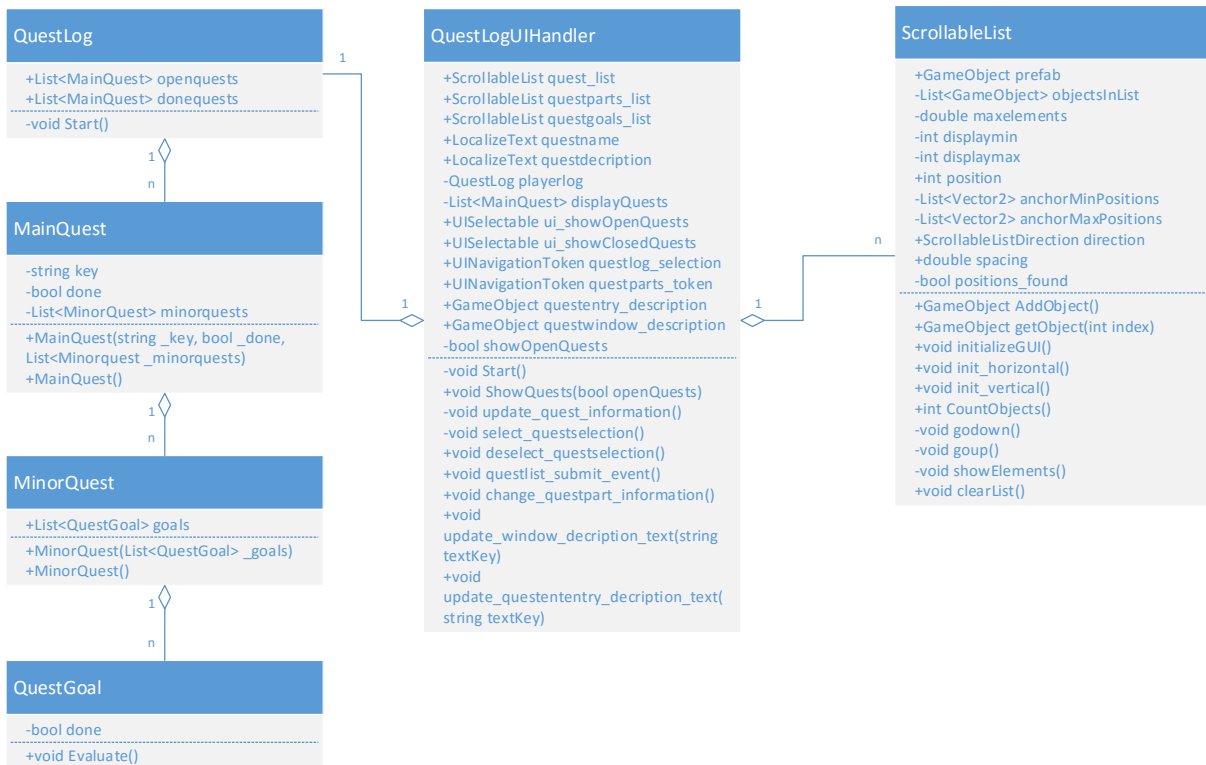 QuestLog
+List<MainQuest> openquests
+List<MainQuest> donequests
-void Start()
1
n
MainQuest
-string key
-bool done
-List<MinorQuest> minorquests
+MainQuest(string _key, bool _done,
List<Minorquest _minorquests)
+MainQuest()
1
n
MinorQuest
+List<QuestGoal> goals
+MinorQuest(List<QuestGoal> _goals)
+MinorQuest()
1
n
QuestGoal
-bool done
+void Evaluate()
1
1
QuestLogUIHandler
+ScrollableList quest_list
+ScrollableList questparts_list
+ScrollableList questgoals_list
+LocalizeText questname
+LocalizeText questdecription
-QuestLog playerlog
-List<MainQuest> displayQuests
+UISelectable ui_showOpenQuests
+UISelectable ui_showClosedQuests
+UINavigationToken questlog_selection
+UINavigationToken questparts_token
+GameObject questentry_description
+GameObject questwindow_description
-bool showOpenQuests
-void Start()
+void ShowQuests(bool openQuests)
-void update_quest_information()
-void select_questselection()
+void deselect_questselection()
+void questlist_submit_event()
+void change_questpart_information()
+void
update_window_decription_text(string
textKey)
+void
update_questententry_decription_text(
string textKey)
n
1
ScrollableList
+GameObject prefab
-List<GameObject> objectsInList
-double maxelements
-int displaymin
-int displaymax
+int position
-List<Vector2> anchorMinPositions
-List<Vector2> anchorMaxPositions
+ScrollableListDirection direction
+double spacing
-bool positions_found
+GameObject AddObject()
+GameObject getObject(int index)
+void initializeGUI()
+void init_horizontal()
+void init_vertical()
+int CountObjects()
-void godown()
-void goup()
-void showElements()
+void clearList()